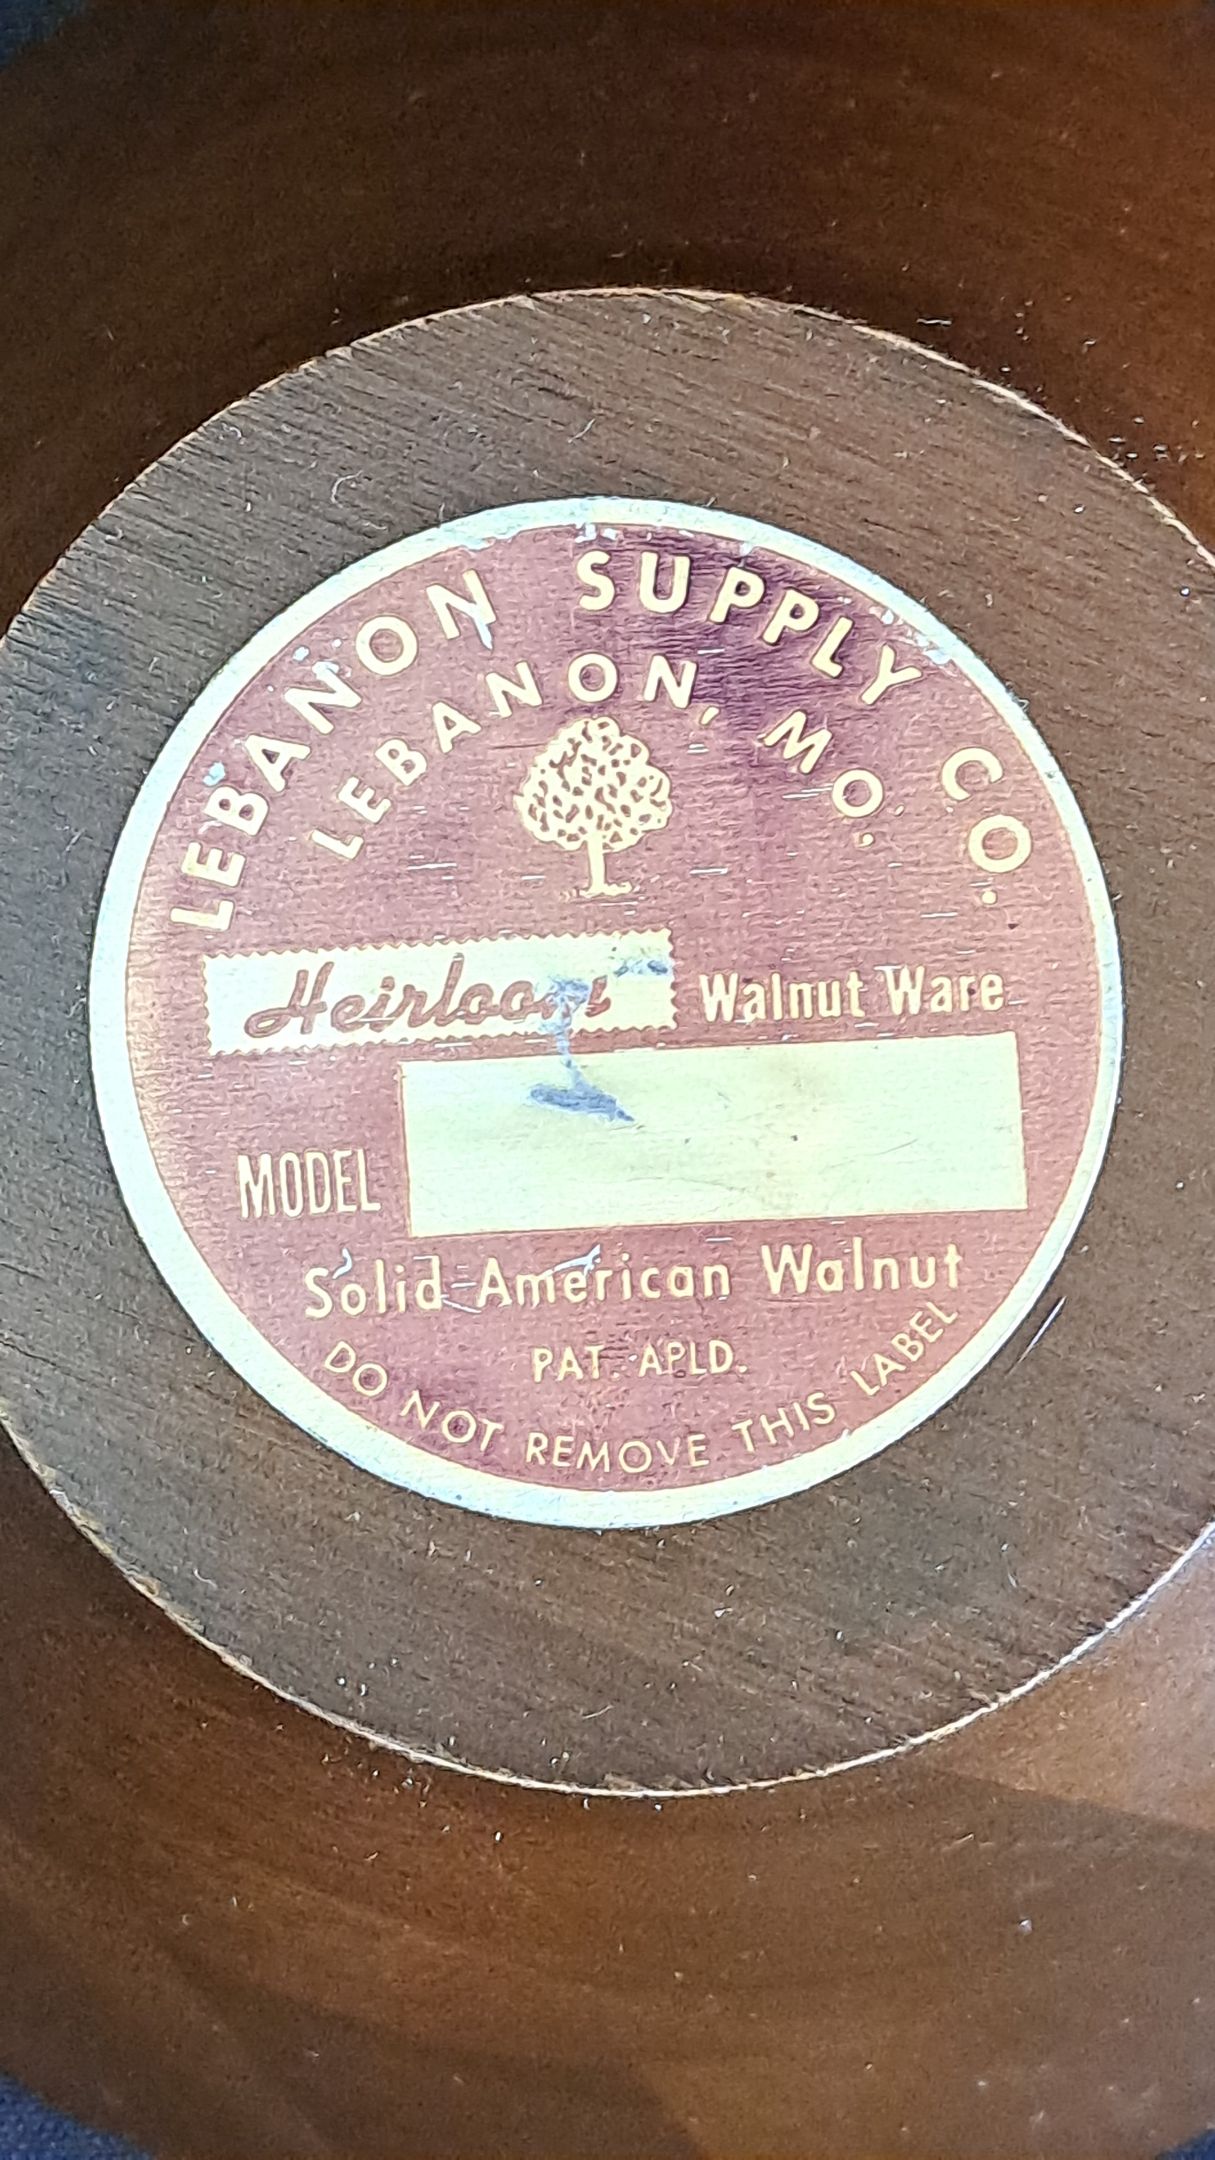 LEBANON SUPPLY CO.
LEBANON, MO.
Heirloom Walnut Ware
MODEL
Solid American Walnut
PAT. APLD.
DO NOT REMOVE THIS LABEL